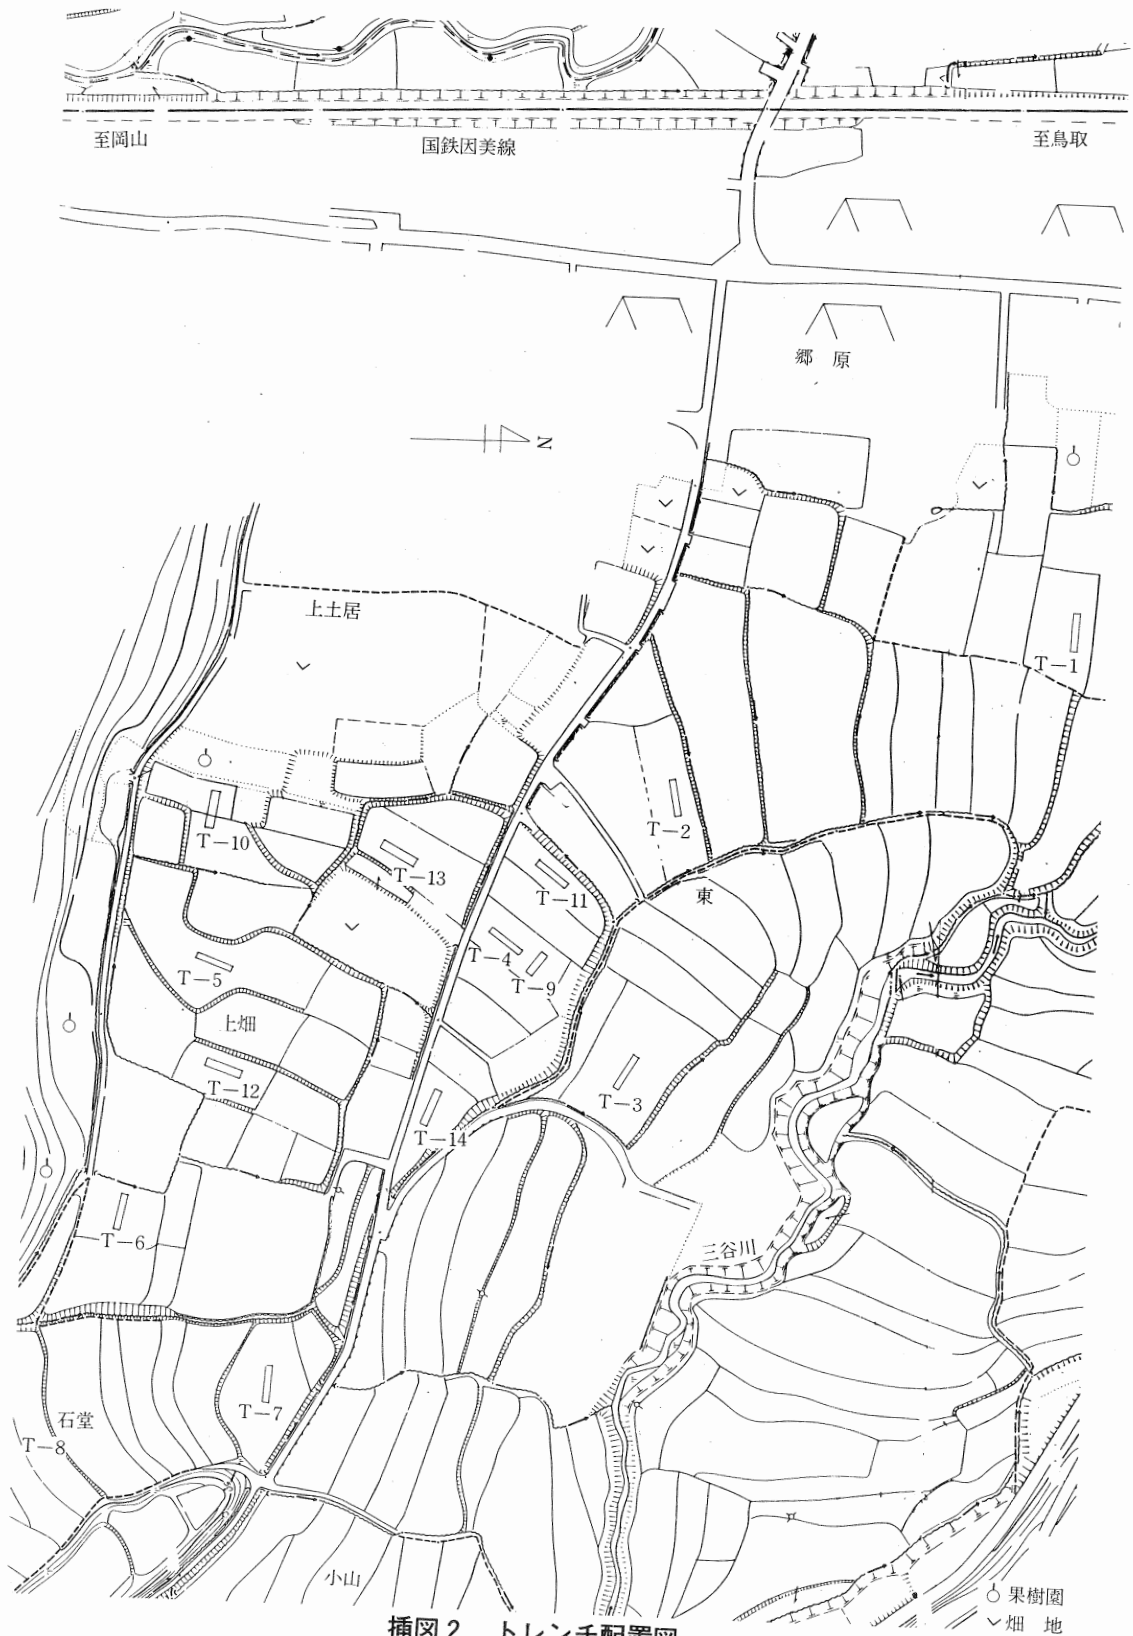 至岡山
国鉄因美線
至鳥取
郷原
N
上土居
T-1
T-2
T-10
T-13
T-11
東
T-4
T-9
T-5
上畑
T-12
T-3
T-14
T-6
三谷川
T-7
石堂
T-8
小山
果樹園
畑地
挿図2 トレンチ配置図